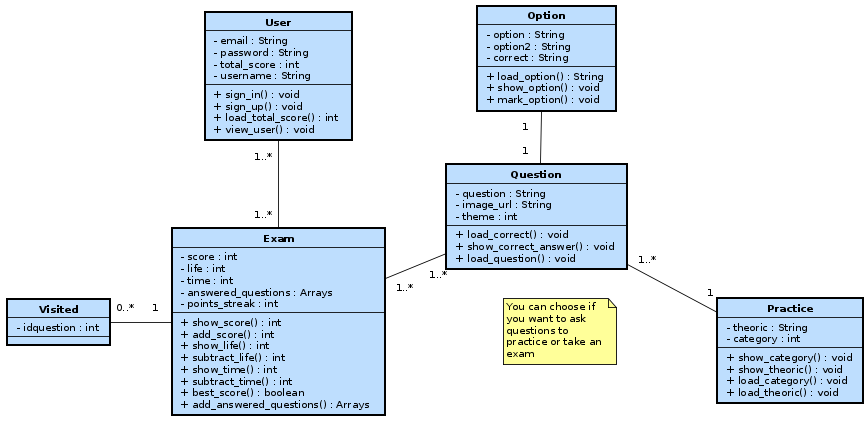 User
- email : String
- password : String
- total_score : int
- username : String
+ sign_in() : void
+ sign_up() : void
+ load_total_score() : int
+ view_user() : void
Option
- option : String
- option2 : String
- correct : String
+ load_option() : String
+ show_option() : void
+ mark_option() : void
1
1
1..*
1..*
Question
- question : String
- image_url : String
- theme : int
+ load_correct() : void
+ show_correct_answer() : void
+ load_question() : void
Exam
- score : int
- life : int
- time : int
- answered_questions : Arrays
- points_streak : int
+ show_score() : int
+ add_score() : int
+ show_life() : int
+ subtract_life() : int
+ show_time() : int
+ subtract_time() : int
+ best_score() : boolean
+ add_answered_questions() : Arrays
1..*
1..*
1..*
1
Visited
- idquestion : int
0..*
1
You can choose if
you want to ask
questions to
practice or take an
exam
Practice
- theoric : String
- category : int
+ show_category() : void
+ show_theoric() : void
+ load_category() : void
+ load_theoric() : void